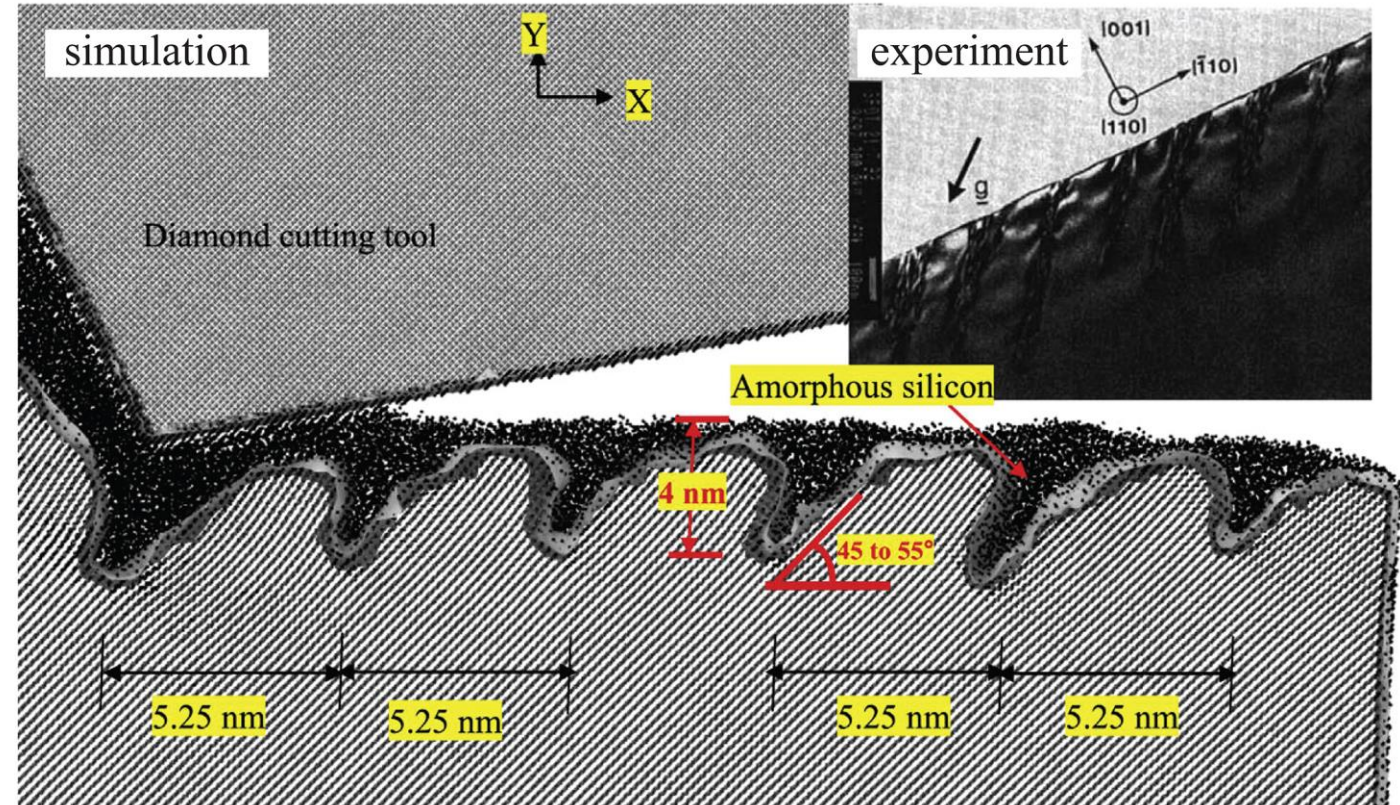 simulation
Y
X
experiment
(001)
(1̄10)
(110)
g
Diamond cutting tool
Amorphous silicon
4 nm
45 to 55°
5.25 nm
5.25 nm
5.25 nm
5.25 nm